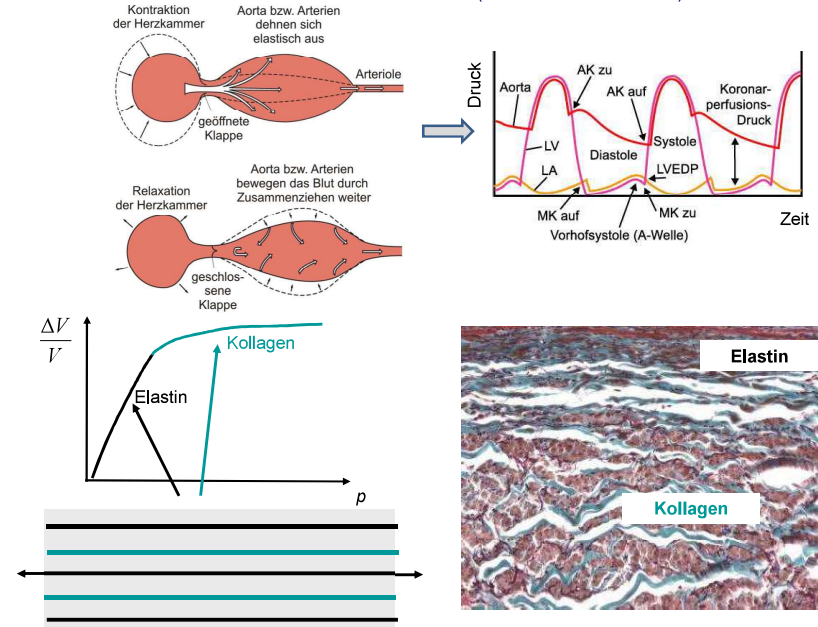 Kontraktion
der Herzkammer
Aorta bzw. Arterien
dehnen sich
elastisch aus
Arteriole
geöffnete
Klappe
Relaxation
der Herzkammer
Aorta bzw. Arterien
bewegen das Blut durch
Zusammenziehen weiter
geschlos-
sene
Klappe
Druck
Aorta
AK zu
AK auf
Koronar-
perfusions-
Druck
LV
LA
Diastole
Systole
LVEDP
MK auf
MK zu
Vorhofsystole (A-Welle)
Zeit
ΔV
V
Kollagen
Elastin
p
Elastin
Kollagen